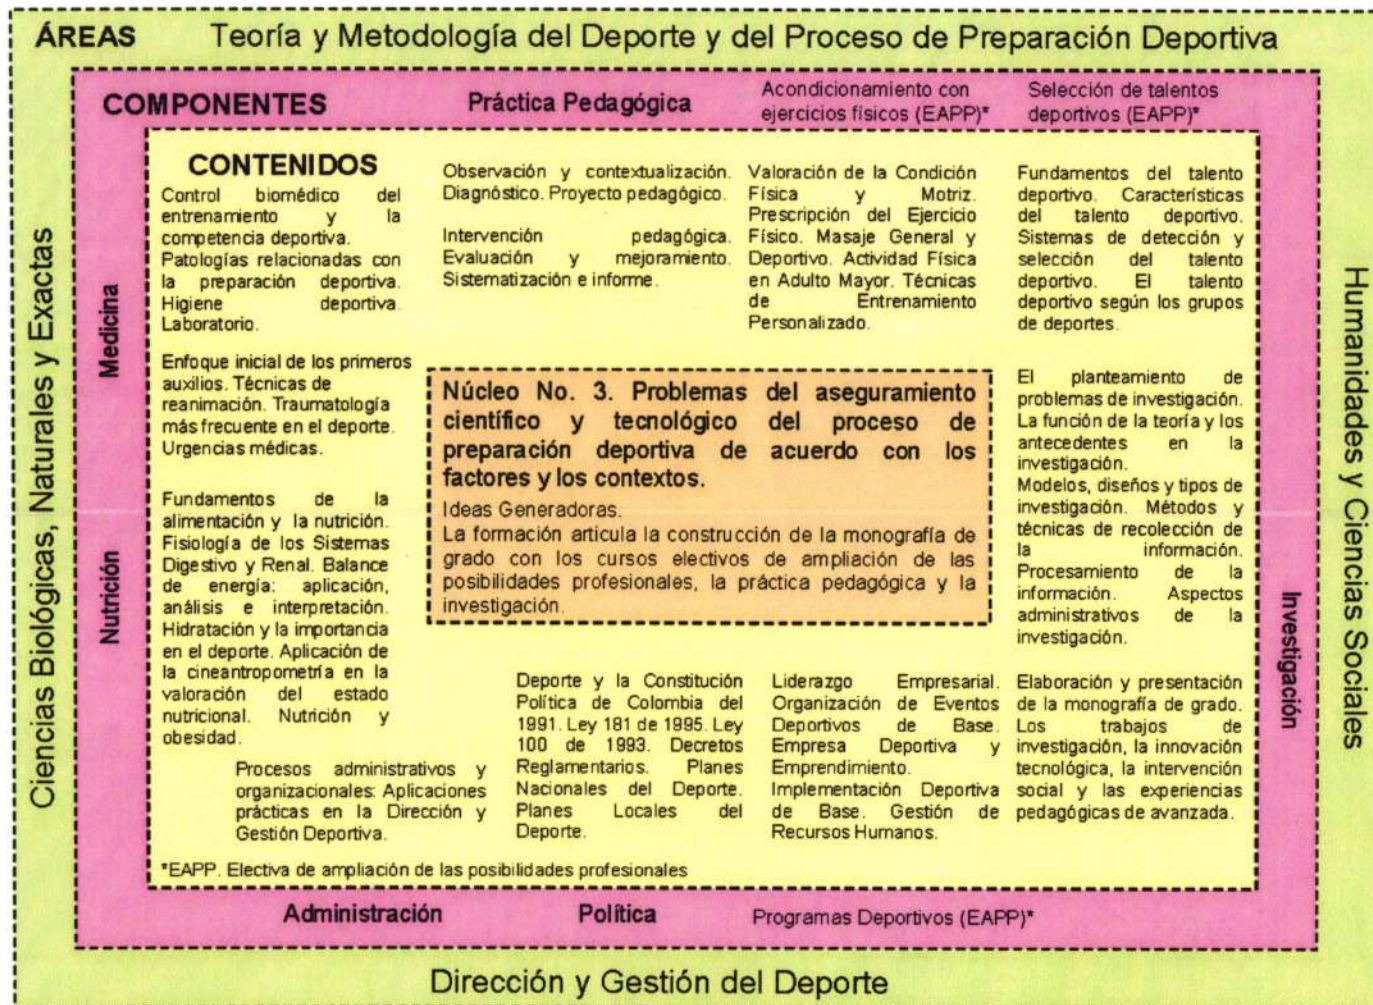 ÁREAS Teoría y Metodología del Deporte y del Proceso de Preparación Deportiva
COMPONENTES
Práctica Pedagógica
Acondicionamiento con
ejercicios físicos (EAPP)*
Selección de talentos
deportivos (EAPP)*
Ciencias Biológicas, Naturales y Exactas
Medicina
Nutrición
CONTENIDOS
Control biomédico del
entrenamiento y la
competencia deportiva.
Patologías relacionadas con
la preparación deportiva.
Higiene deportiva.
Laboratorio.
Enfoque inicial de los primeros
auxilios. Técnicas de
reanimación. Traumatología
más frecuente en el deporte.
Urgencias médicas.
Fundamentos de la
alimentación y la nutrición.
Fisiología de los Sistemas
Digestivo y Renal. Balance
de energía: aplicación,
análisis e interpretación.
Hidratación y la importancia
en el deporte. Aplicación de
la cineantropometría en la
valoración del estado
nutricional. Nutrición y
obesidad.
Observación y contextualización.
Diagnóstico. Proyecto pedagógico.
Intervención pedagógica.
Evaluación y mejoramiento.
Sistematización e informe.
Valoración de la Condición
Física y Motriz.
Prescripción del Ejercicio
Físico. Masaje General y
Deportivo. Actividad Física
en Adulto Mayor. Técnicas
de Entrenamiento
Personalizado.
Fundamentos del talento
deportivo. Características
del talento deportivo.
Sistemas de detección y
selección del talento
deportivo. El talento
deportivo según los grupos
de deportes.
Núcleo No. 3. Problemas del aseguramiento
científico y tecnológico del proceso de
preparación deportiva de acuerdo con los
factores y los contextos.
Ideas Generadoras.
La formación articula la construcción de la monografía de
grado con los cursos electivos de ampliación de las
posibilidades profesionales, la práctica pedagógica y la
investigación.
El planteamiento de
problemas de investigación.
La función de la teoría y los
antecedentes en la
investigación.
Modelos, diseños y tipos de
investigación. Métodos y
técnicas de recolección de
la información.
Procesamiento de la
información. Aspectos
administrativos de la
investigación.
Elaboración y presentación
de la monografía de grado.
Los trabajos de
investigación, la innovación
tecnológica, la intervención
social y las experiencias
pedagógicas de avanzada.
Procesos administrativos y
organizacionales: Aplicaciones
prácticas en la Dirección y
Gestión Deportiva.
Deporte y la Constitución
Política de Colombia del
1991. Ley 181 de 1995. Ley
100 de 1993. Decretos
Reglamentarios. Planes
Nacionales del Deporte.
Planes Locales del
Deporte.
Liderazgo Empresarial.
Organización de Eventos
Deportivos de Base.
Empresa Deportiva y
Emprendimiento.
Implementación Deportiva
de Base. Gestión de
Recursos Humanos.
*EAPP. Electiva de ampliación de las posibilidades profesionales
Investigación
Humanidades y Ciencias Sociales
Administración
Política
Programas Deportivos (EAPP)*
Dirección y Gestión del Deporte